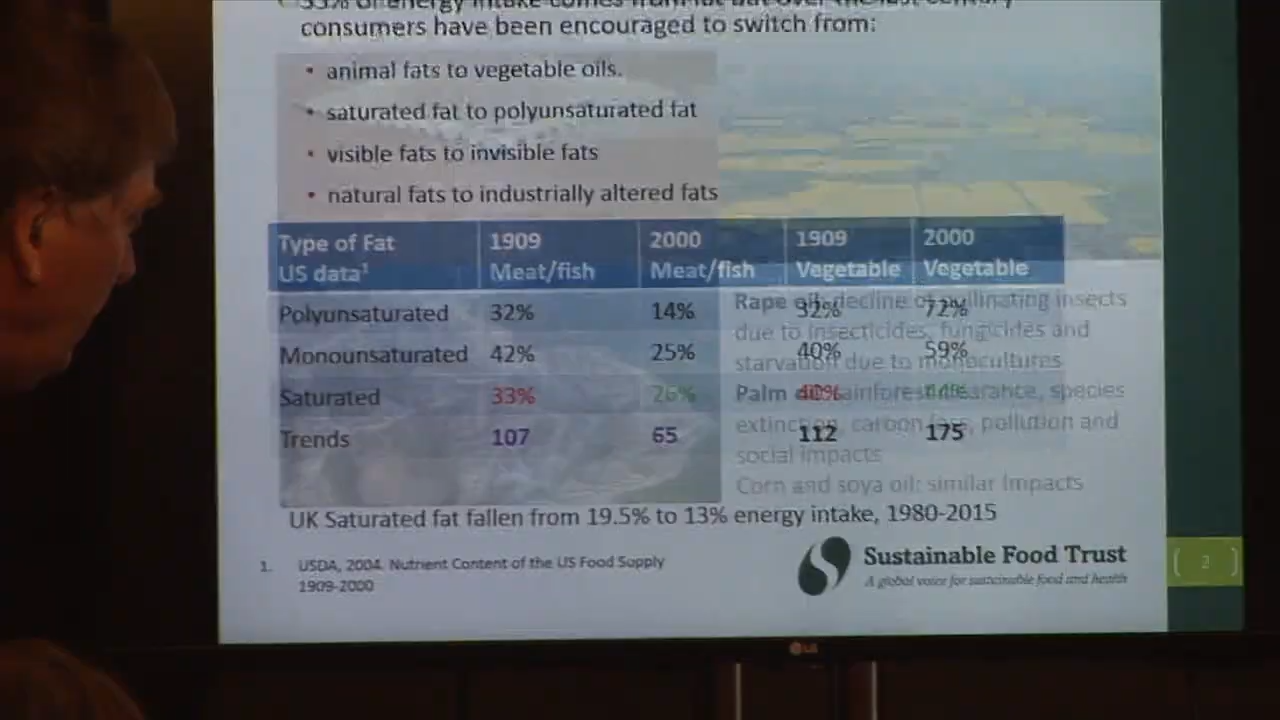 consumers have been encouraged to switch from:
• animal fats to vegetable oils.
• saturated fat to polyunsaturated fat
• visible fats to invisible fats
• natural fats to industrially altered fats
Type of Fat 1909 2000 1909 2000
US data¹ Meat/fish Meat/fish Vegetable Vegetable
Polyunsaturated 32% 14% 32% 72%
Monounsaturated 42% 25% 40% 59%
Saturated 33% 26% 40% 44%
Trends 107 65 112 175
Rape decline of pollinating insects
due to insecticides, fungicides and
starvation due to monocultures
Palm rainforest clearance, species
extinction, carbon loss, pollution and
social impacts
Corn and soya oil: similar impacts
UK Saturated fat fallen from 19.5% to 13% energy intake, 1980-2015
1. USDA, 2004. Nutrient Content of the US Food Supply
1909-2000
Sustainable Food Trust
A global voice for sustainable food and health
2
LG